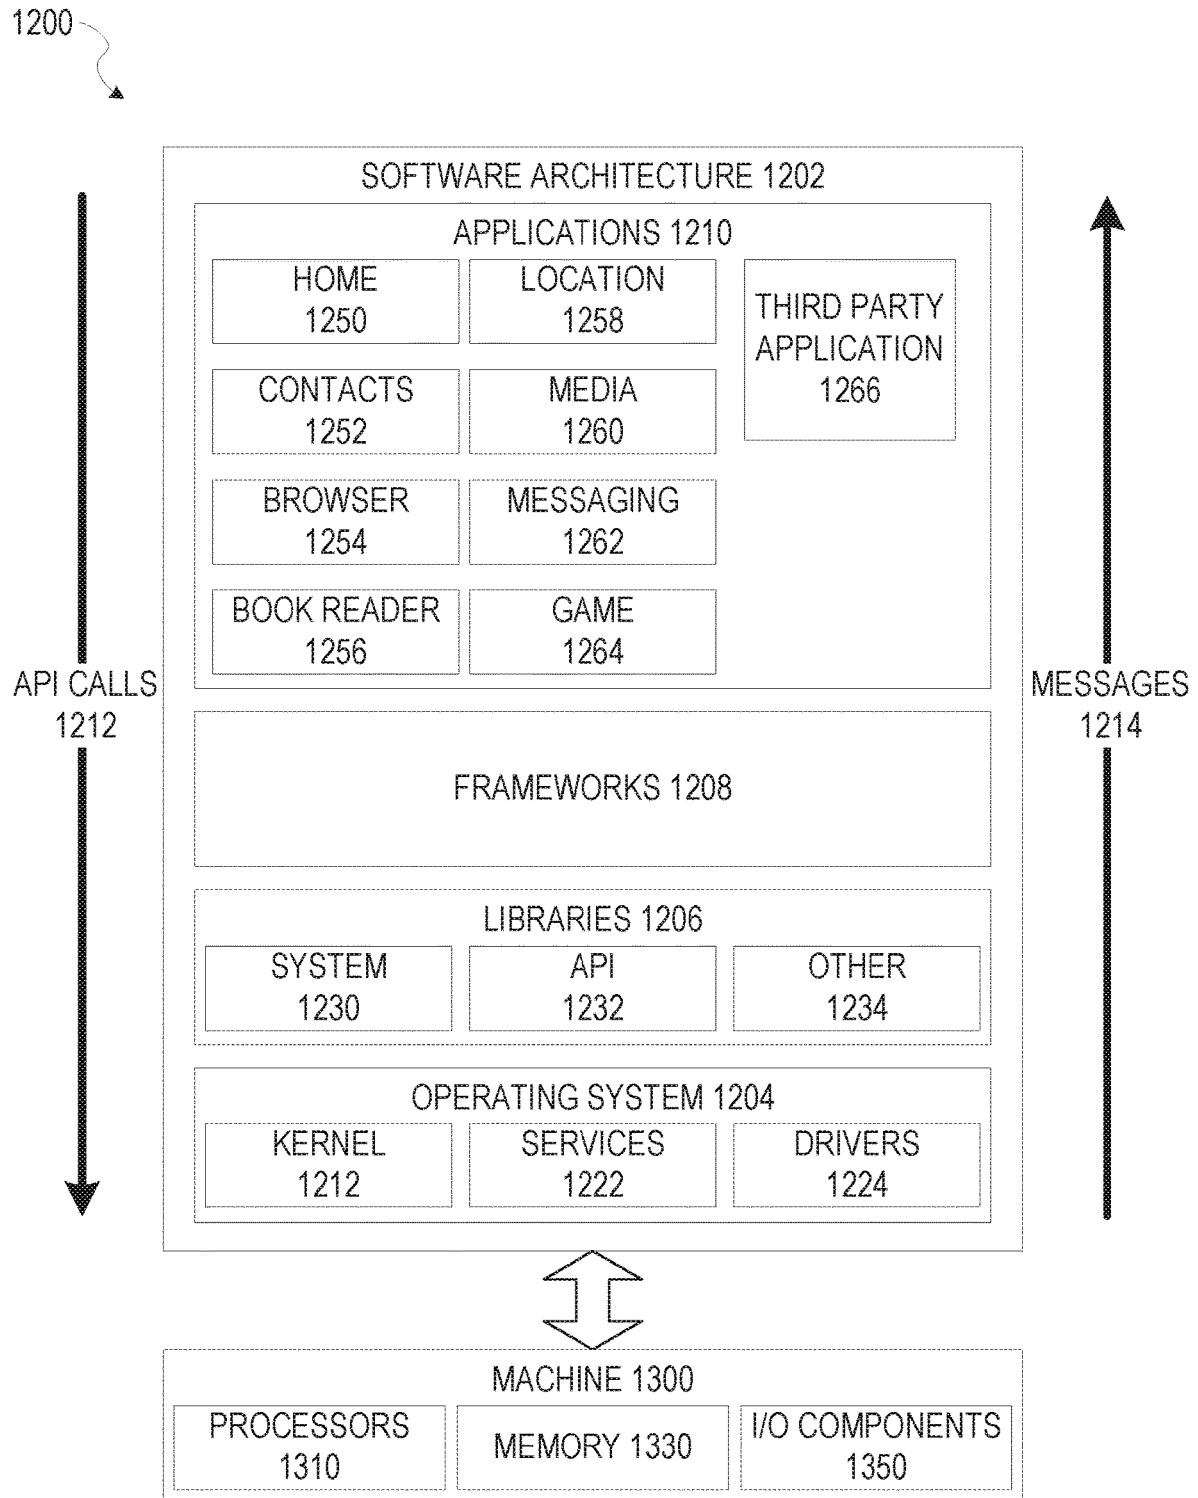 1200
SOFTWARE ARCHITECTURE 1202
APPLICATIONS 1210
HOME
1250
LOCATION
1258
THIRD PARTY
APPLICATION
1266
CONTACTS
1252
MEDIA
1260
BROWSER
1254
MESSAGING
1262
BOOK READER
1256
GAME
1264
API CALLS
1212
MESSAGES
1214
FRAMEWORKS 1208
LIBRARIES 1206
SYSTEM
1230
API
1232
OTHER
1234
OPERATING SYSTEM 1204
KERNEL
1212
SERVICES
1222
DRIVERS
1224
MACHINE 1300
PROCESSORS
1310
MEMORY 1330
I/O COMPONENTS
1350